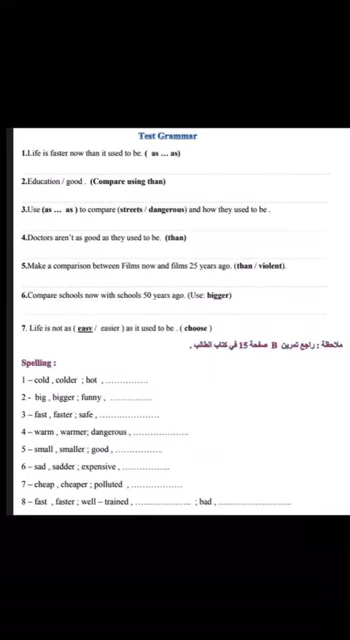 Test Grammar
1.Life is faster now than it used to be. ( as ... as)
2.Education / good . (Compare using than)
3.Use (as ... as ) to compare (streets / dangerous) and how they used to be .
4.Doctors aren't as good as they used to be. (than)
5.Make a comparison between Films now and films 25 years ago. (than / violent).
6.Compare schools now with schools 50 years ago. (Use: bigger)
7. Life is not as ( easy / easier ) as it used to be . ( choose )
ملاحظة : راجع تمرين B صفحة 15 في كتاب الطالب .
Spelling :
1 – cold , colder ; hot , ...............
2 - big , bigger ; funny , ...............
3 – fast , faster ; safe , .....................
4 – warm , warmer; dangerous , ...................
5 – small , smaller ; good , ................
6 – sad , sadder ; expensive , ................
7 – cheap , cheaper ; polluted , .................
8 – fast , faster ; well – trained , ................... ; bad , .........................